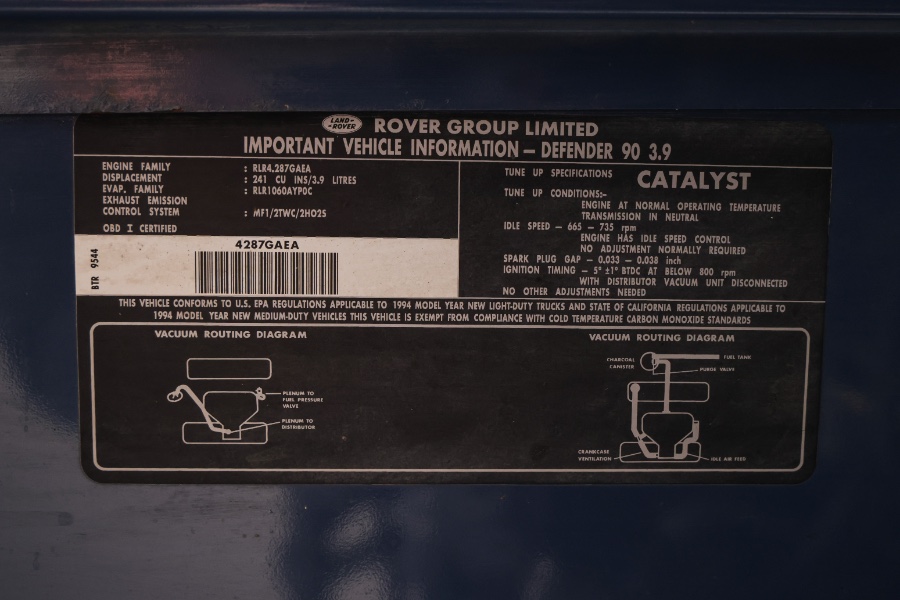 LAND-
-ROVER
ROVER GROUP LIMITED
IMPORTANT VEHICLE INFORMATION – DEFENDER 90 3.9
ENGINE FAMILY : RLR4.287GAEA
DISPLACEMENT : 241 CU INS/3.9 LITRES
EVAP. FAMILY : RLR1060AYP0C
EXHAUST EMISSION
CONTROL SYSTEM : MF1/2TWC/2HO2S
OBD I CERTIFIED
BTR 9544
4287GAEA
TUNE UP SPECIFICATIONS CATALYST
TUNE UP CONDITIONS:-
ENGINE AT NORMAL OPERATING TEMPERATURE
TRANSMISSION IN NEUTRAL
IDLE SPEED – 665 – 735 rpm
ENGINE HAS IDLE SPEED CONTROL
NO ADJUSTMENT NORMALLY REQUIRED
SPARK PLUG GAP – 0.033 – 0.038 inch
IGNITION TIMING – 5° ±1° BTDC AT BELOW 800 rpm
WITH DISTRIBUTOR VACUUM UNIT DISCONNECTED
NO OTHER ADJUSTMENTS NEEDED
THIS VEHICLE CONFORMS TO U.S. EPA REGULATIONS APPLICABLE TO 1994 MODEL YEAR NEW LIGHT-DUTY TRUCKS AND STATE OF CALIFORNIA REGULATIONS APPLICABLE TO
1994 MODEL YEAR NEW MEDIUM-DUTY VEHICLES THIS VEHICLE IS EXEMPT FROM COMPLIANCE WITH COLD TEMPERATURE CARBON MONOXIDE STANDARDS
VACUUM ROUTING DIAGRAM
PLENUM TO
FUEL PRESSURE
VALVE
PLENUM TO
DISTRIBUTOR
VACUUM ROUTING DIAGRAM
CHARCOAL
CANISTER
FUEL TANK
PURGE VALVE
CRANKCASE
VENTILATION
IDLE AIR FEED